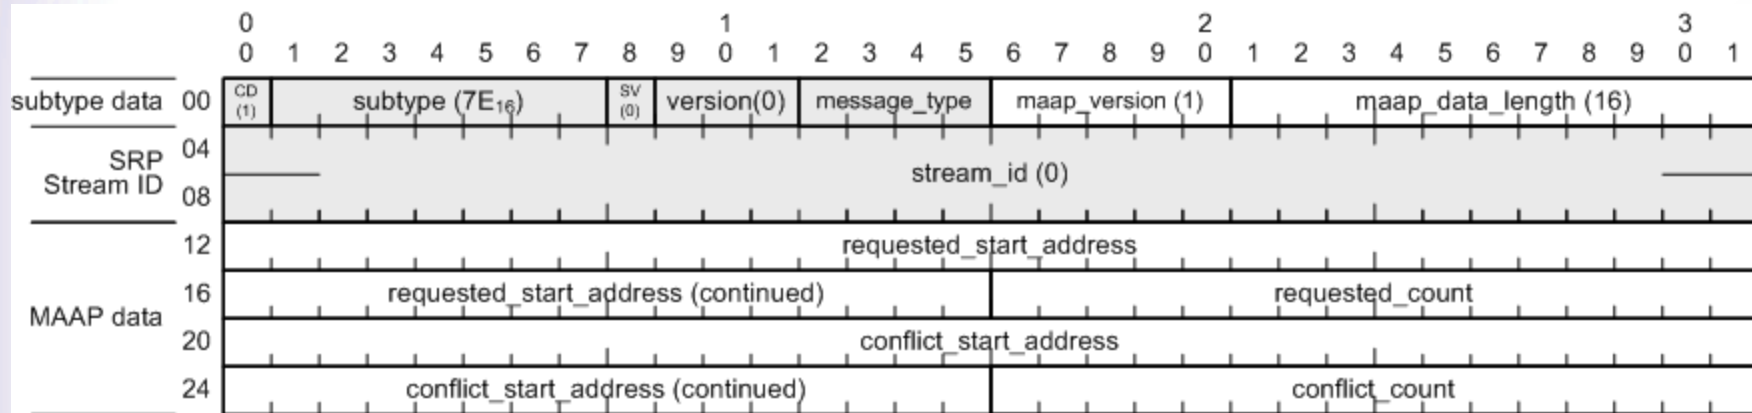 0 1 2 3
0 1 2 3 4 5 6 7 8 9 0 1 2 3 4 5 6 7 8 9 0 1 2 3 4 5 6 7 8 9 0 1
subtype data 00 CD (1) subtype (7E₁₆) SV (0) version(0) message_type maap_version (1) maap_data_length (16)
04
SRP
Stream ID
stream_id (0)
08
12 requested_start_address
16 requested_start_address (continued) requested_count
MAAP data
20 conflict_start_address
24 conflict_start_address (continued) conflict_count